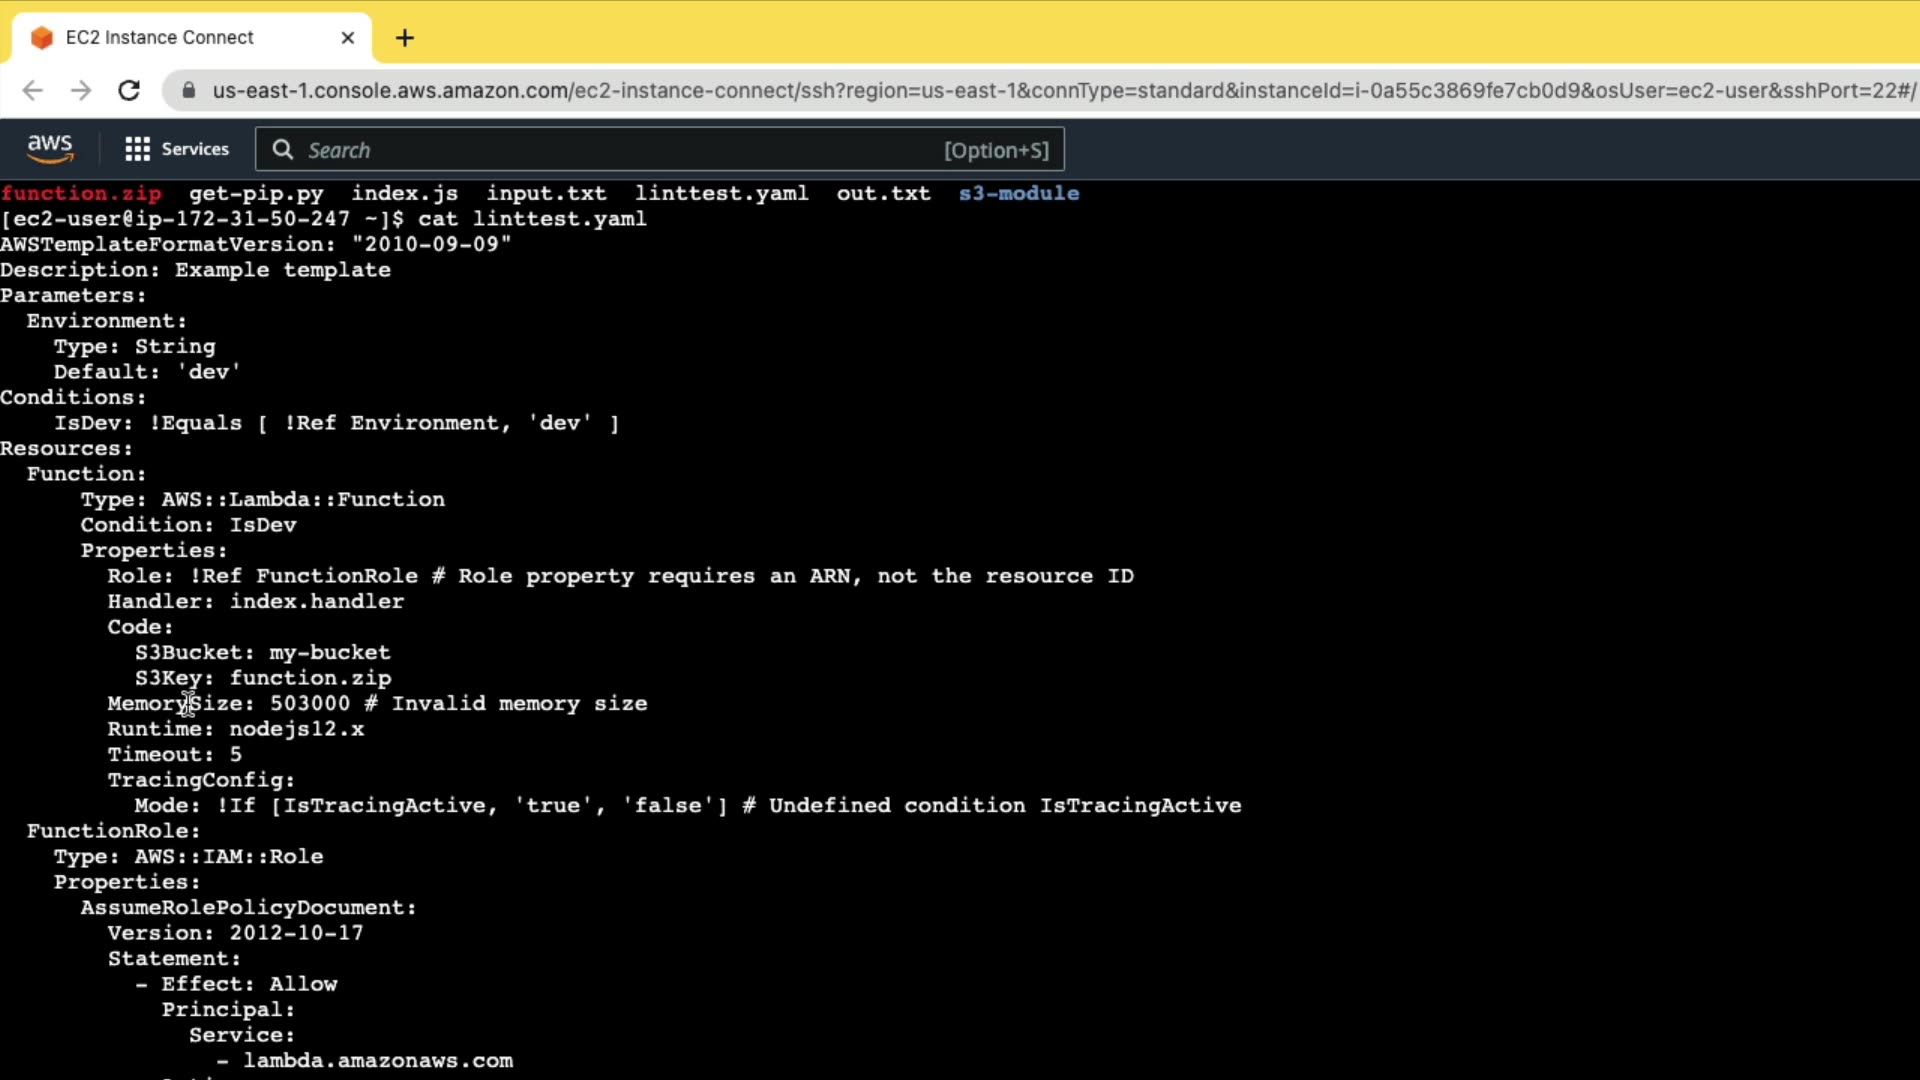 EC2 Instance Connect
us-east-1.console.aws.amazon.com/ec2-instance-connect/ssh?region=us-east-1&connType=standard&instanceId=i-0a55c3869fe7cb0d9&osUser=ec2-user&sshPort=22#/
aws Services Search [Option+S]
function.zip  get-pip.py  index.js  input.txt  linttest.yaml  out.txt  s3-module
[ec2-user@ip-172-31-50-247 ~]$ cat linttest.yaml
AWSTemplateFormatVersion: "2010-09-09"
Description: Example template
Parameters:
  Environment:
    Type: String
    Default: 'dev'
Conditions:
    IsDev: !Equals [ !Ref Environment, 'dev' ]
Resources:
  Function:
      Type: AWS::Lambda::Function
      Condition: IsDev
      Properties:
        Role: !Ref FunctionRole # Role property requires an ARN, not the resource ID
        Handler: index.handler
        Code:
          S3Bucket: my-bucket
          S3Key: function.zip
        MemorySize: 503000 # Invalid memory size
        Runtime: nodejs12.x
        Timeout: 5
        TracingConfig:
          Mode: !If [IsTracingActive, 'true', 'false'] # Undefined condition IsTracingActive
  FunctionRole:
    Type: AWS::IAM::Role
    Properties:
      AssumeRolePolicyDocument:
        Version: 2012-10-17
        Statement:
          - Effect: Allow
            Principal:
              Service:
                - lambda.amazonaws.com